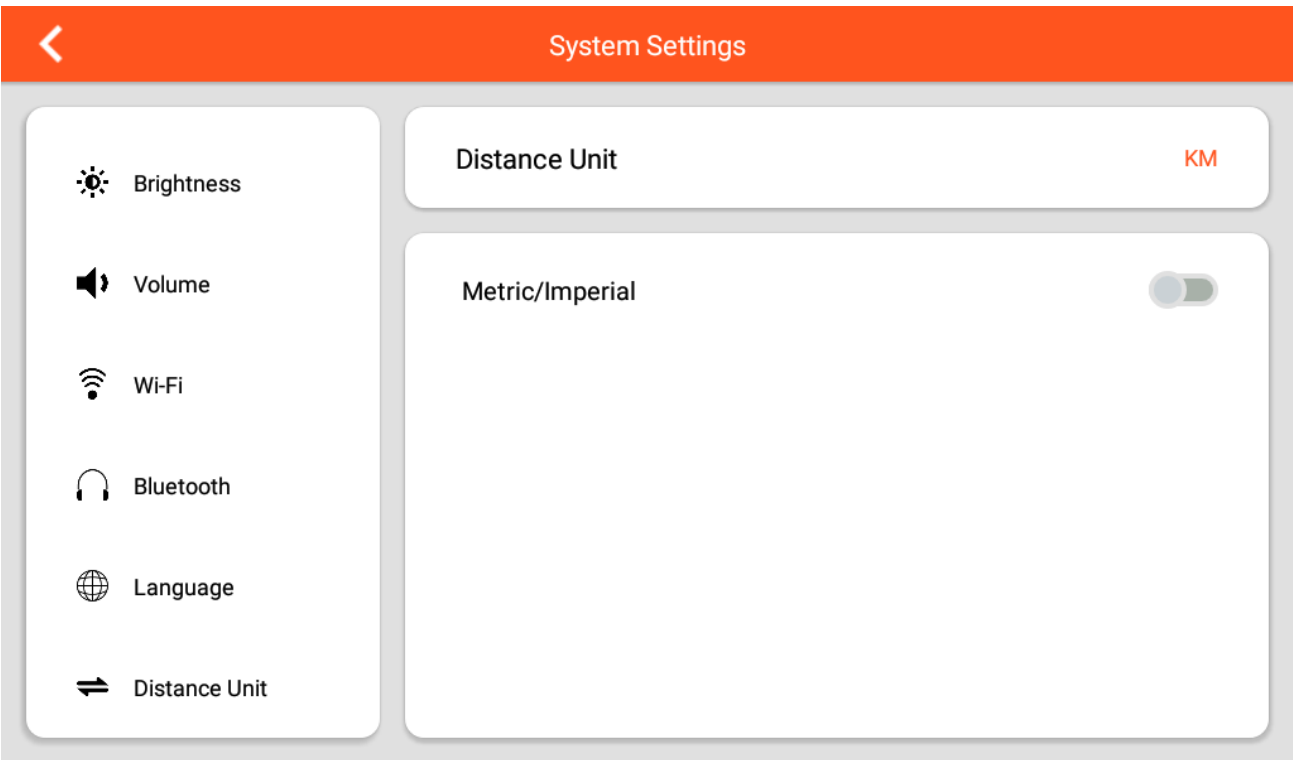 System Settings
Brightness
Volume
Wi-Fi
Bluetooth
Language
Distance Unit
Distance Unit
KM
Metric/Imperial